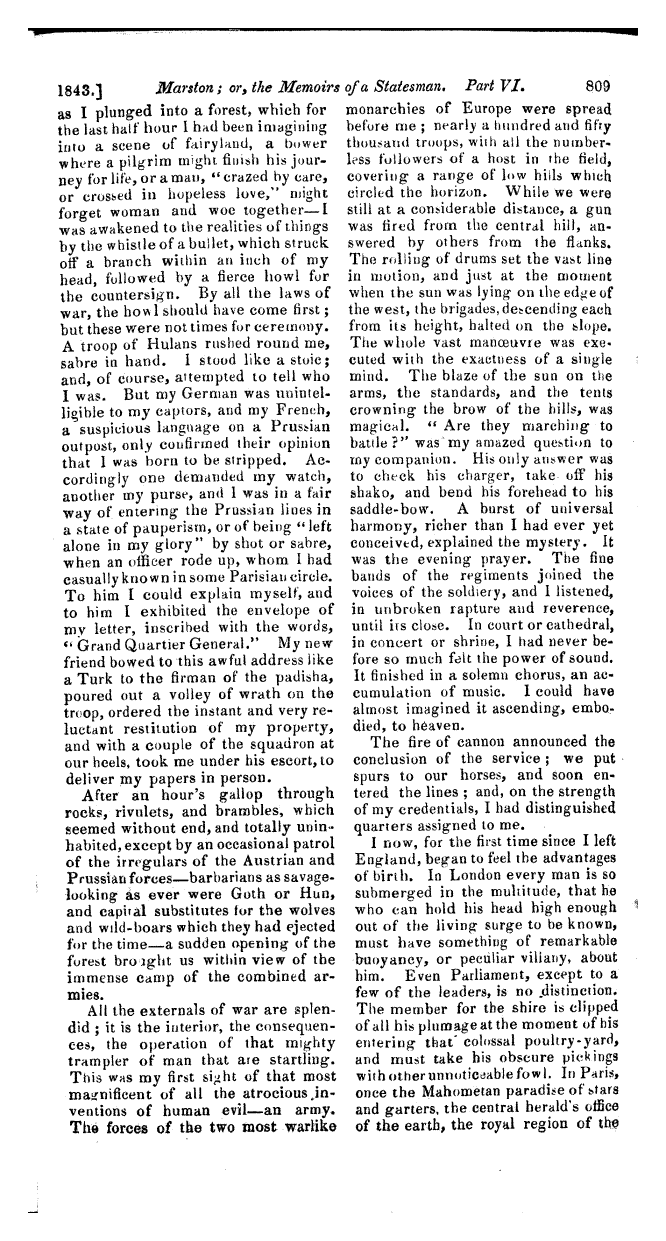 1843.] Marston; or, the Memoirs of a Statesman. Part VI. 809
as I plunged into a forest, which for
the last half hour I had been imagining
into a scene of fairyland, a bower
where a pilgrim might finish his jour-
ney for life, or a man, "crazed by care,
or crossed in hopeless love," might
forget woman and woe together—I
was awakened to the realities of things
by the whistle of a bullet, which struck
off a branch within an inch of my
head, followed by a fierce howl for
the countersign. By all the laws of
war, the howl should have come first;
but these were not times for ceremony.
A troop of Hulans rushed round me,
sabre in hand. I stood like a stoic;
and, of course, attempted to tell who
I was. But my German was unintel-
ligible to my captors, and my French,
a suspicious language on a Prussian
outpost, only confirmed their opinion
that I was born to be stripped. Ac-
cordingly one demanded my watch,
another my purse, and I was in a fair
way of entering the Prussian lines in
a state of pauperism, or of being "left
alone in my glory" by shot or sabre,
when an officer rode up, whom I had
casually known in some Parisian circle.
To him I could explain myself, and
to him I exhibited the envelope of
my letter, inscribed with the words,
"Grand Quartier General." My new
friend bowed to this awful address like
a Turk to the firman of the padisha,
poured out a volley of wrath on the
troop, ordered the instant and very re-
luctant restitution of my property,
and with a couple of the squadron at
our heels, took me under his escort, to
deliver my papers in person.
After an hour's gallop through
rocks, rivulets, and brambles, which
seemed without end, and totally unin-
habited, except by an occasional patrol
of the irregulars of the Austrian and
Prussian forces—barbarians as savage-
looking as ever were Goth or Hun,
and capital substitutes for the wolves
and wild-boars which they had ejected
for the time—a sudden opening of the
forest brought us within view of the
immense camp of the combined ar-
mies.
All the externals of war are splen-
did; it is the interior, the consequen-
ces, the operation of that mighty
trampler of man that are startling.
This was my first sight of that most
magnificent of all the atrocious in-
ventions of human evil—an army.
The forces of the two most warlike
monarchies of Europe were spread
before me; nearly a hundred and fifty
thousand troops, with all the number-
less followers of a host in the field,
covering a range of low hills which
circled the horizon. While we were
still at a considerable distance, a gun
was fired from the central hill, an-
swered by others from the flanks.
The rolling of drums set the vast line
in motion, and just at the moment
when the sun was lying on the edge of
the west, the brigades, descending each
from its height, halted on the slope.
The whole vast manœuvre was exe-
cuted with the exactness of a single
mind. The blaze of the sun on the
arms, the standards, and the tents
crowning the brow of the hills, was
magical. "Are they marching to
battle?" was my amazed question to
my companion. His only answer was
to check his charger, take off his
shako, and bend his forehead to his
saddle-bow. A burst of universal
harmony, richer than I had ever yet
conceived, explained the mystery. It
was the evening prayer. The fine
bands of the regiments joined the
voices of the soldiery, and I listened,
in unbroken rapture and reverence,
until its close. In court or cathedral,
in concert or shrine, I had never be-
fore so much felt the power of sound.
It finished in a solemn chorus, an ac-
cumulation of music. I could have
almost imagined it ascending, embo-
died, to heaven.
The fire of cannon announced the
conclusion of the service; we put
spurs to our horses, and soon en-
tered the lines; and, on the strength
of my credentials, I had distinguished
quarters assigned to me.
I now, for the first time since I left
England, began to feel the advantages
of birth. In London every man is so
submerged in the multitude, that he
who can hold his head high enough
out of the living surge to be known,
must have something of remarkable
buoyancy, or peculiar villany, about
him. Even Parliament, except to a
few of the leaders, is no distinction.
The member for the shire is clipped
of all his plumage at the moment of his
entering that colossal poultry-yard,
and must take his obscure pickings
with other unnoticeable fowl. In Paris,
once the Mahometan paradise of stars
and garters, the central herald's office
of the earth, the royal region of the